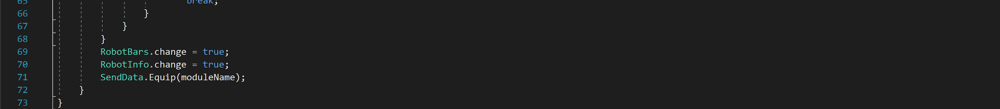 65 break;
66 }
67 }
68 }
69 RobotBars.change = true;
70 RobotInfo.change = true;
71 SendData.Equip(moduleName);
72 }
73 }